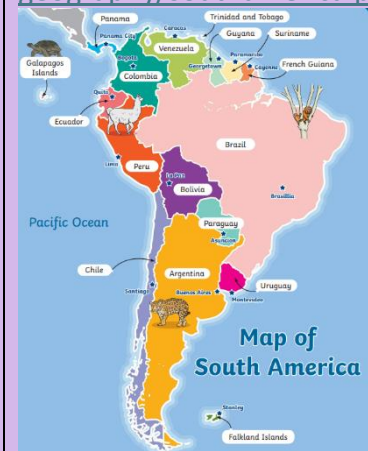 Panama
Trinidad and Tobago
Caracas
Guyana
Suriname
Panama City
Venezuela
Paramaribo
Galapagos
Islands
Bogota
Georgetown
Cayenne
French Guiana
Colombia
Quito
Ecuador
Brazil
Lima
Peru
La Paz
Bolivia
Brasilia
Pacific Ocean
Paraguay
Asuncion
Chile
Argentina
Uruguay
Santiago
Buenos Aires
Montevideo
Map of
South America
Stanley
Falkland Islands